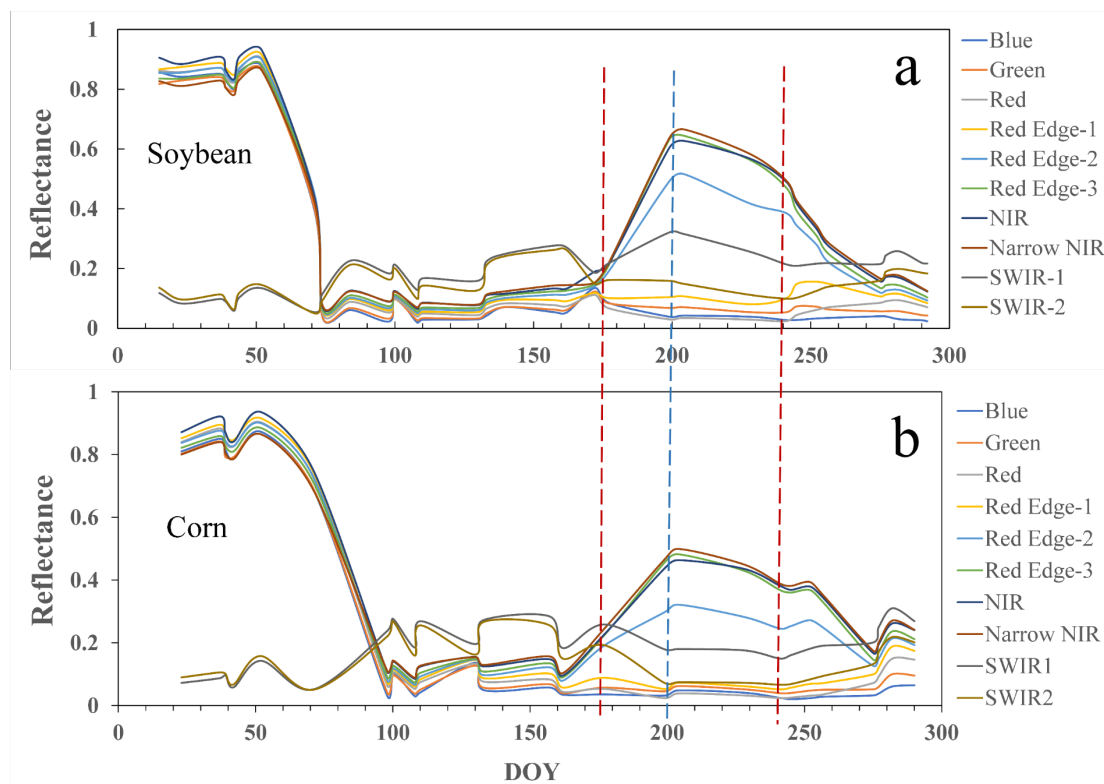 a
Soybean
Reflectance
1
0.8
0.6
0.4
0.2
0
0 50 100 150 200 250 300
Blue
Green
Red
Red Edge-1
Red Edge-2
Red Edge-3
NIR
Narrow NIR
SWIR-1
SWIR-2
b
Corn
Reflectance
1
0.8
0.6
0.4
0.2
0
0 50 100 150 200 250 300
DOY
Blue
Green
Red
Red Edge-1
Red Edge-2
Red Edge-3
NIR
Narrow NIR
SWIR1
SWIR2